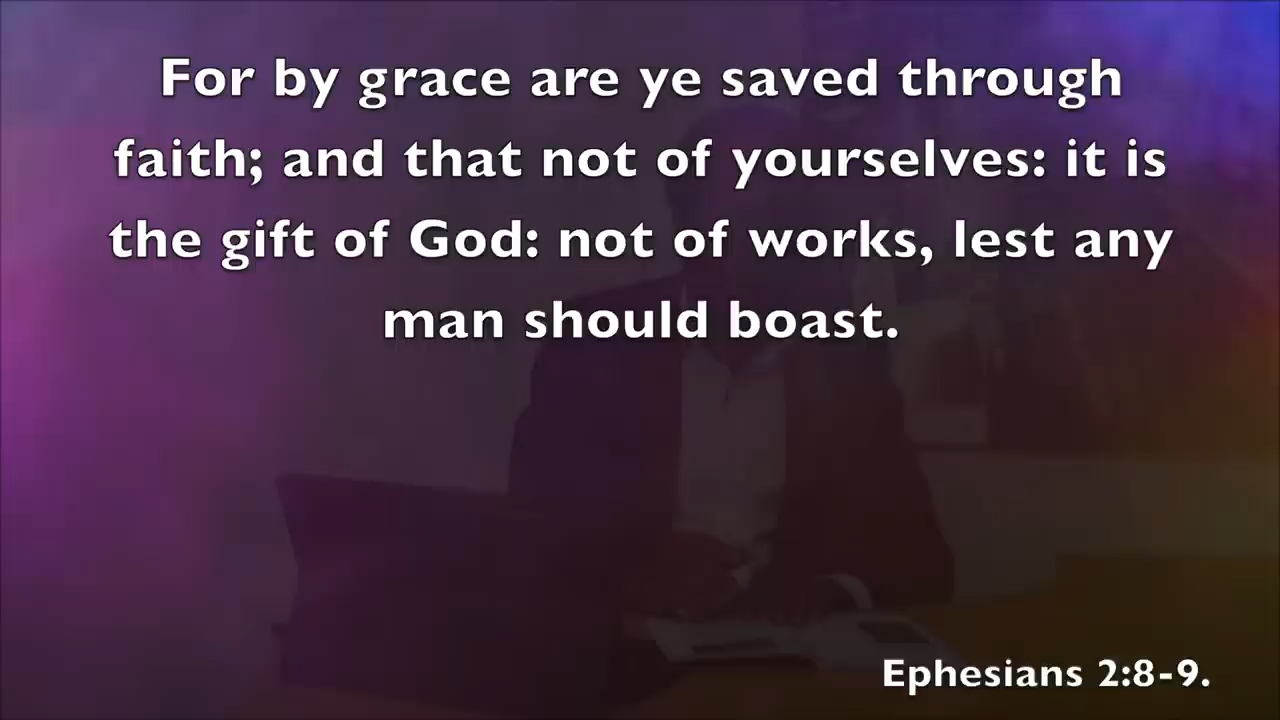 For by grace are ye saved through
faith; and that not of yourselves: it is
the gift of God: not of works, lest any
man should boast.
Ephesians 2:8-9.